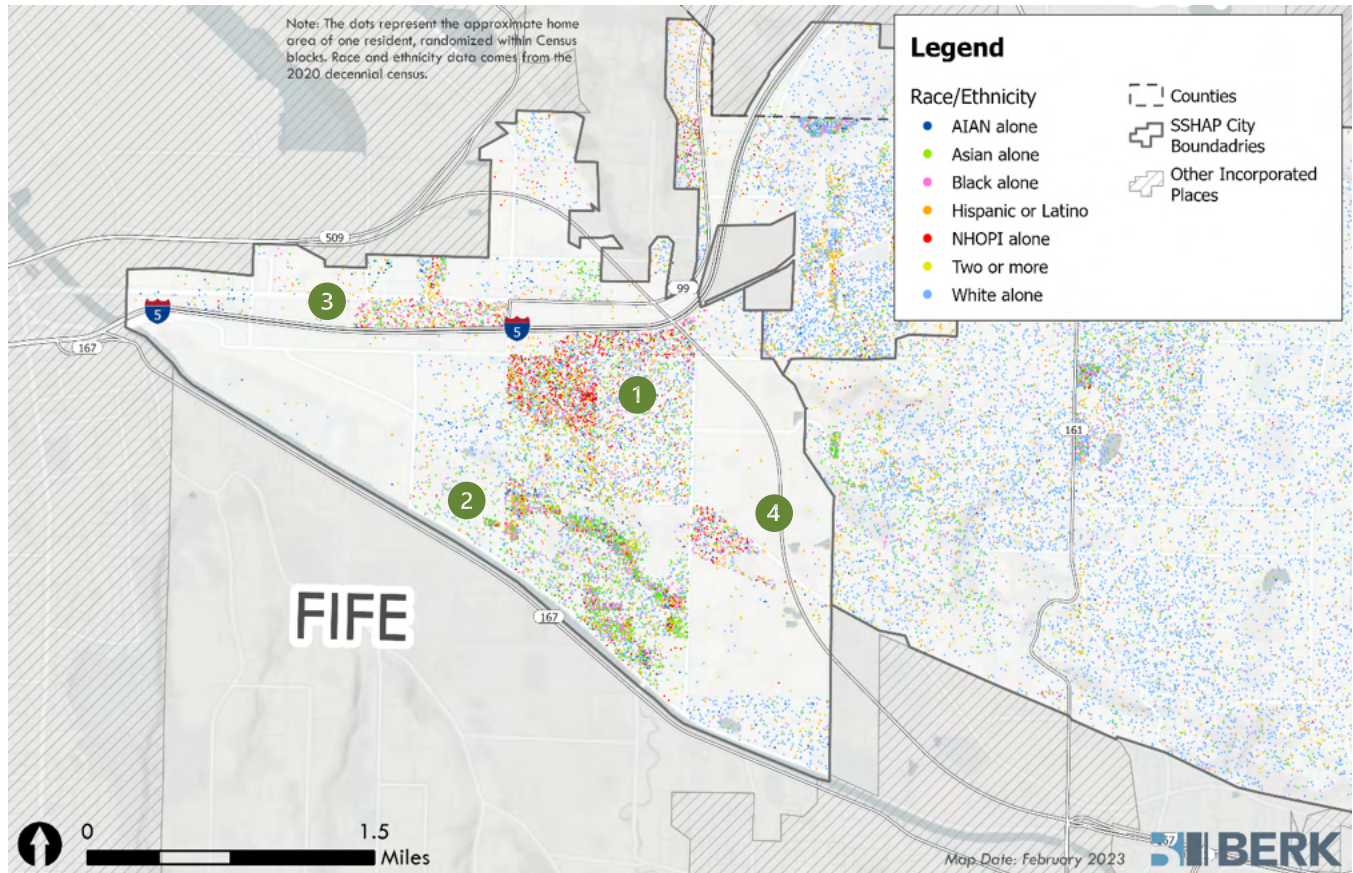 Note: The dots represent the approximate home
area of one resident, randomized within Census
blocks. Race and ethnicity data comes from the
2020 decennial census.
Legend
Race/Ethnicity
AIAN alone
Asian alone
Black alone
Hispanic or Latino
NHOPI alone
Two or more
White alone
Counties
SSHAP City
Boundadries
Other Incorporated
Places
509
99
3
5
5
167
1
161
2
4
FIFE
167
0
1.5
Miles
Map Date: February 2023
BERK